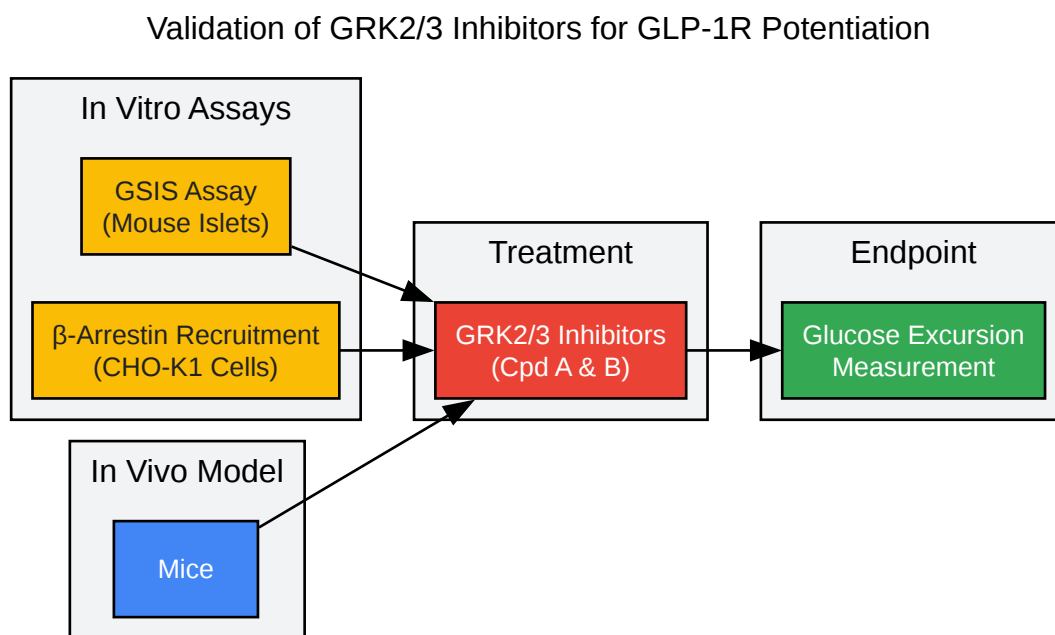 Validation of GRK2/3 Inhibitors for GLP-1R Potentiation
In Vitro Assays
GSIS Assay
(Mouse Islets)
β-Arrestin Recruitment
(CHO-K1 Cells)
Treatment
GRK2/3 Inhibitors
(Cpd A & B)
Endpoint
Glucose Excursion
Measurement
In Vivo Model
Mice